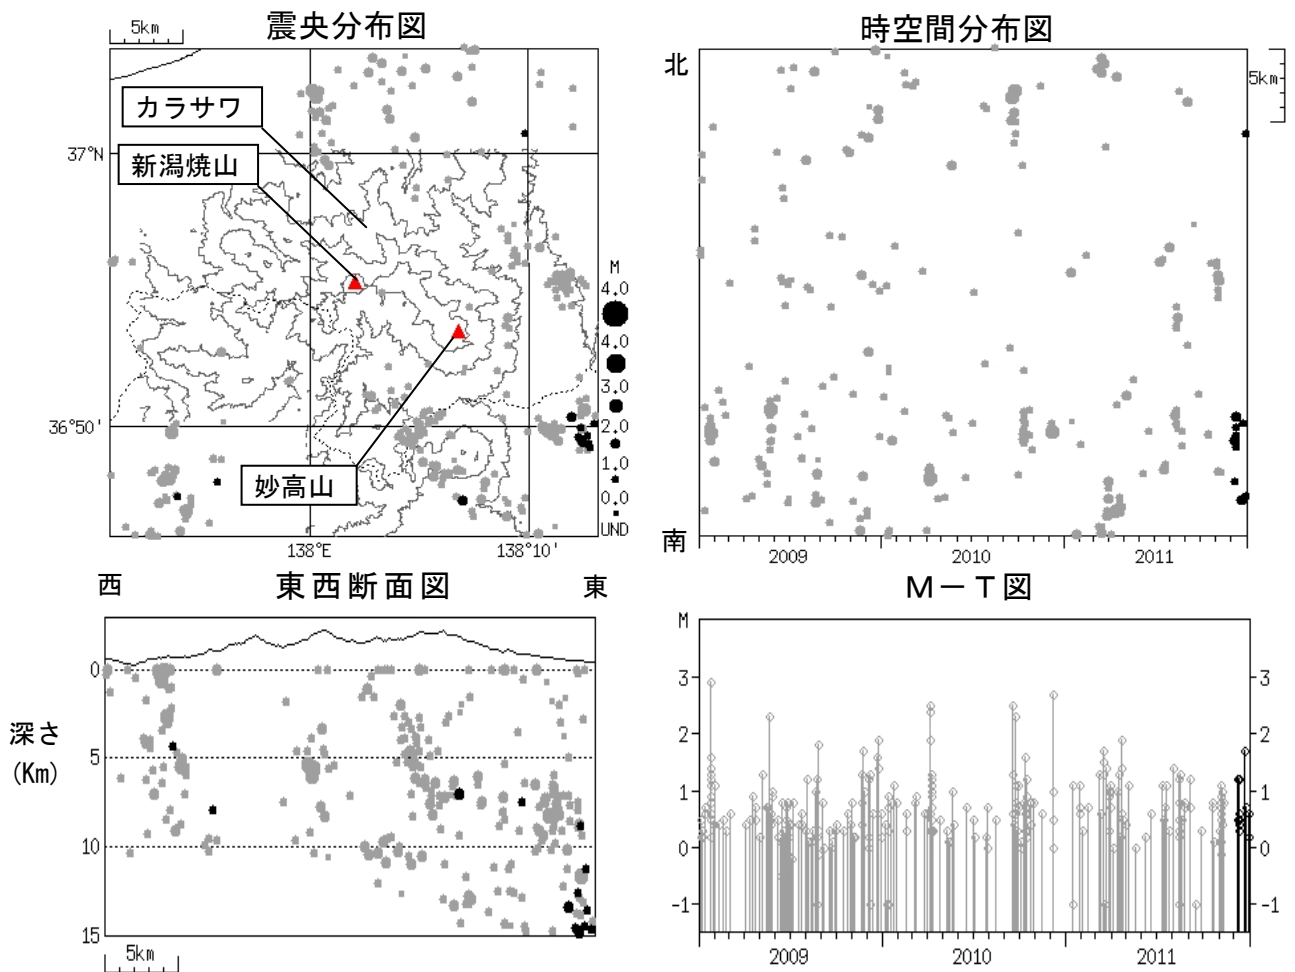 震央分布図
5km
カラサワ
新潟焼山
妙高山
37°N
36°50'
138°E
138°10'
M
4.0
4.0
3.0
2.0
1.0
0.0
UND
時空間分布図
北
南
5km
2009
2010
2011
東西断面図
西
東
深さ
(Km)
0
5
10
15
5km
M－T図
M
3
2
1
0
-1
3
2
1
0
-1
2009
2010
2011